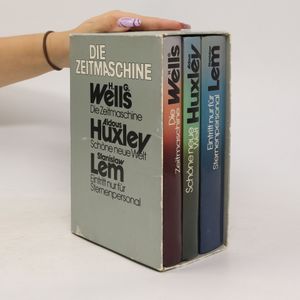 DIE
ZEITMASCHINE
H. G.
Wells
Die Zeitmaschine
Aldous
Huxley
Schöne neue Welt
Stanislaw
Lem
Eintritt nur für
Sternenpersonal
Wells
Die
Zeitmaschine
Huxley
Schöne neue
Welt
Lem
Eintritt nur für
Sternenpersonal